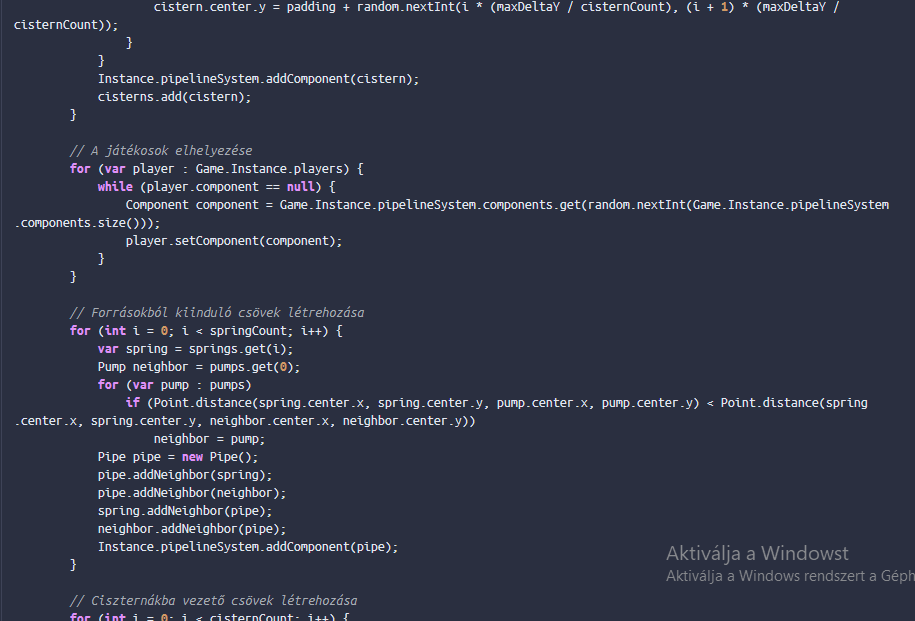 cistern.center.y = padding + random.nextInt(i * (maxDeltaY / cisternCount), (i + 1) * (maxDeltaY /
cisternCount));
}
}
Instance.pipelineSystem.addComponent(cistern);
cisterns.add(cistern);
}
// A játékosok elhelyezése
for (var player : Game.Instance.players) {
while (player.component == null) {
Component component = Game.Instance.pipelineSystem.components.get(random.nextInt(Game.Instance.pipelineSystem
.components.size()));
player.setComponent(component);
}
}
// Forrásokból kiinduló csövek létrehozása
for (int i = 0; i < springCount; i++) {
var spring = springs.get(i);
Pump neighbor = pumps.get(0);
for (var pump : pumps)
if (Point.distance(spring.center.x, spring.center.y, pump.center.x, pump.center.y) < Point.distance(spring
.center.x, spring.center.y, neighbor.center.x, neighbor.center.y))
neighbor = pump;
Pipe pipe = new Pipe();
pipe.addNeighbor(spring);
pipe.addNeighbor(neighbor);
spring.addNeighbor(pipe);
neighbor.addNeighbor(pipe);
Instance.pipelineSystem.addComponent(pipe);
}
Aktiválja a Windowst
Aktiválja a Windows rendszert a Géph
// Ciszternákba vezető csövek létrehozása
for (int i = 0; i < cisternCount; i++) {